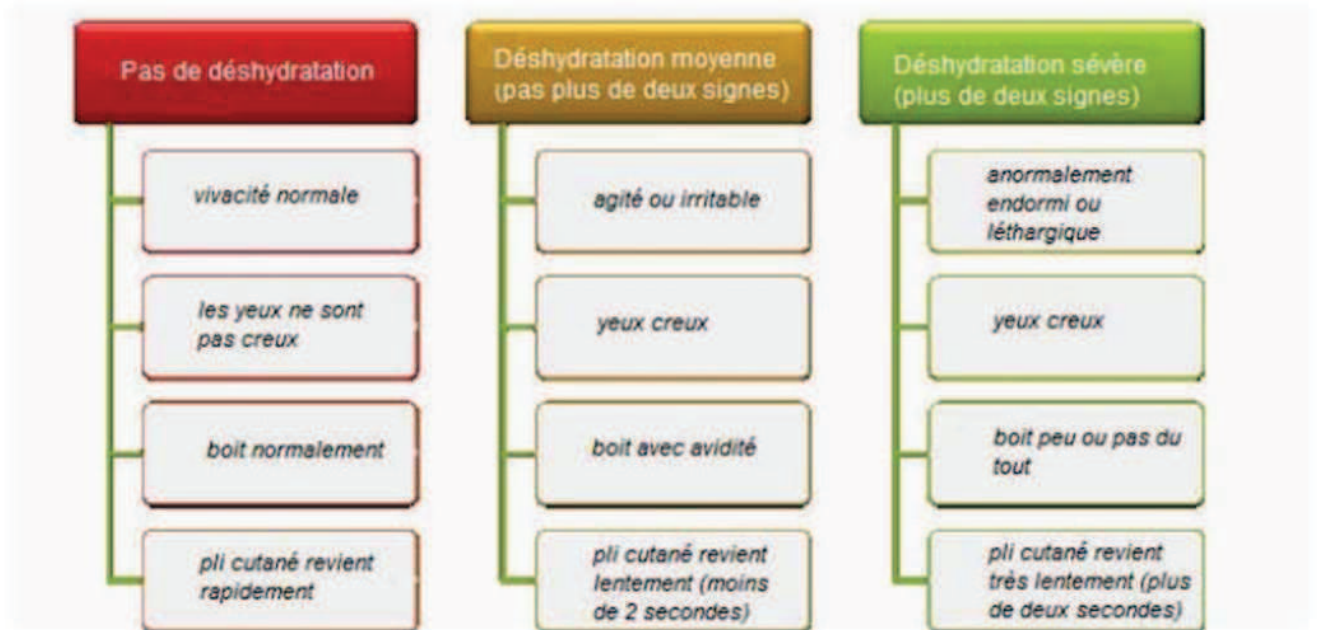 Pas de déshydratation
vivacité normale
les yeux ne sont
pas creux
boit normalement
pli cutané revient
rapidement
Déshydratation moyenne
(pas plus de deux signes)
agité ou irritable
yeux creux
boit avec avidité
pli cutané revient
lentement (moins
de 2 secondes)
Déshydratation sévère
(plus de deux signes)
anormalement
endormi ou
léthargique
yeux creux
boit peu ou pas du
tout
pli cutané revient
très lentement (plus
de deux secondes)